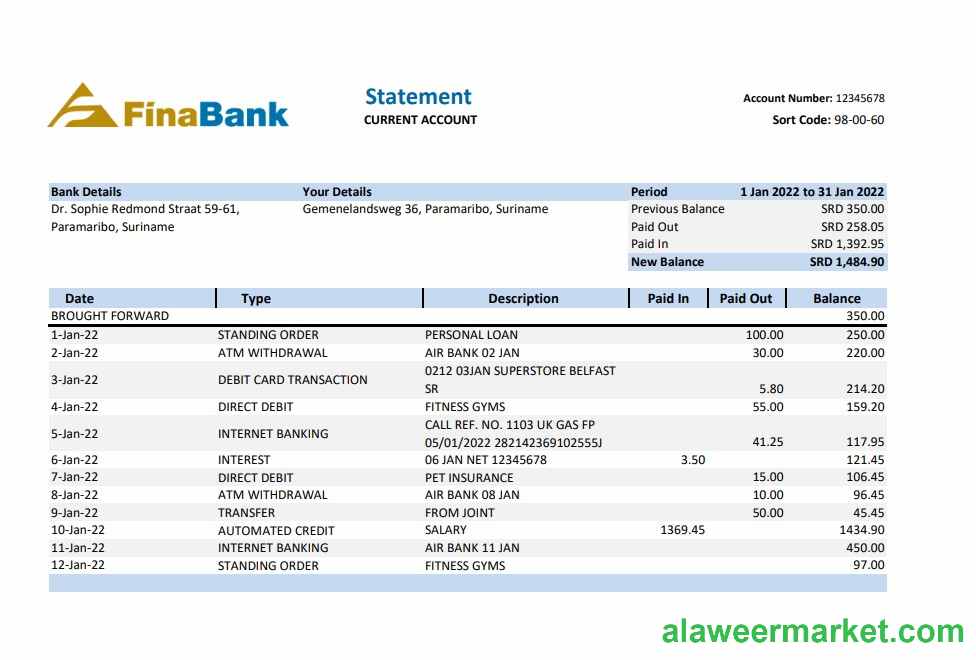 FinaBank
Statement
CURRENT ACCOUNT
Account Number: 12345678
Sort Code: 98-00-60
Bank Details Your Details Period 1 Jan 2022 to 31 Jan 2022
Dr. Sophie Redmond Straat 59-61, Gemenelandsweg 36, Paramaribo, Suriname Previous Balance SRD 350.00
Paramaribo, Suriname Paid Out SRD 258.05
Paid In SRD 1,392.95
New Balance SRD 1,484.90
Date Type Description Paid In Paid Out Balance
BROUGHT FORWARD 350.00
1-Jan-22 STANDING ORDER PERSONAL LOAN 100.00 250.00
2-Jan-22 ATM WITHDRAWAL AIR BANK 02 JAN 30.00 220.00
0212 03JAN SUPERSTORE BELFAST
3-Jan-22 DEBIT CARD TRANSACTION
SR 5.80 214.20
4-Jan-22 DIRECT DEBIT FITNESS GYMS 55.00 159.20
CALL REF. NO. 1103 UK GAS FP
5-Jan-22 INTERNET BANKING
05/01/2022 282142369102555J 41.25 117.95
6-Jan-22 INTEREST 06 JAN NET 12345678 3.50 121.45
7-Jan-22 DIRECT DEBIT PET INSURANCE 15.00 106.45
8-Jan-22 ATM WITHDRAWAL AIR BANK 08 JAN 10.00 96.45
9-Jan-22 TRANSFER FROM JOINT 50.00 45.45
10-Jan-22 AUTOMATED CREDIT SALARY 1369.45 1434.90
11-Jan-22 INTERNET BANKING AIR BANK 11 JAN 450.00
12-Jan-22 STANDING ORDER FITNESS GYMS 97.00
alaweermarket.com